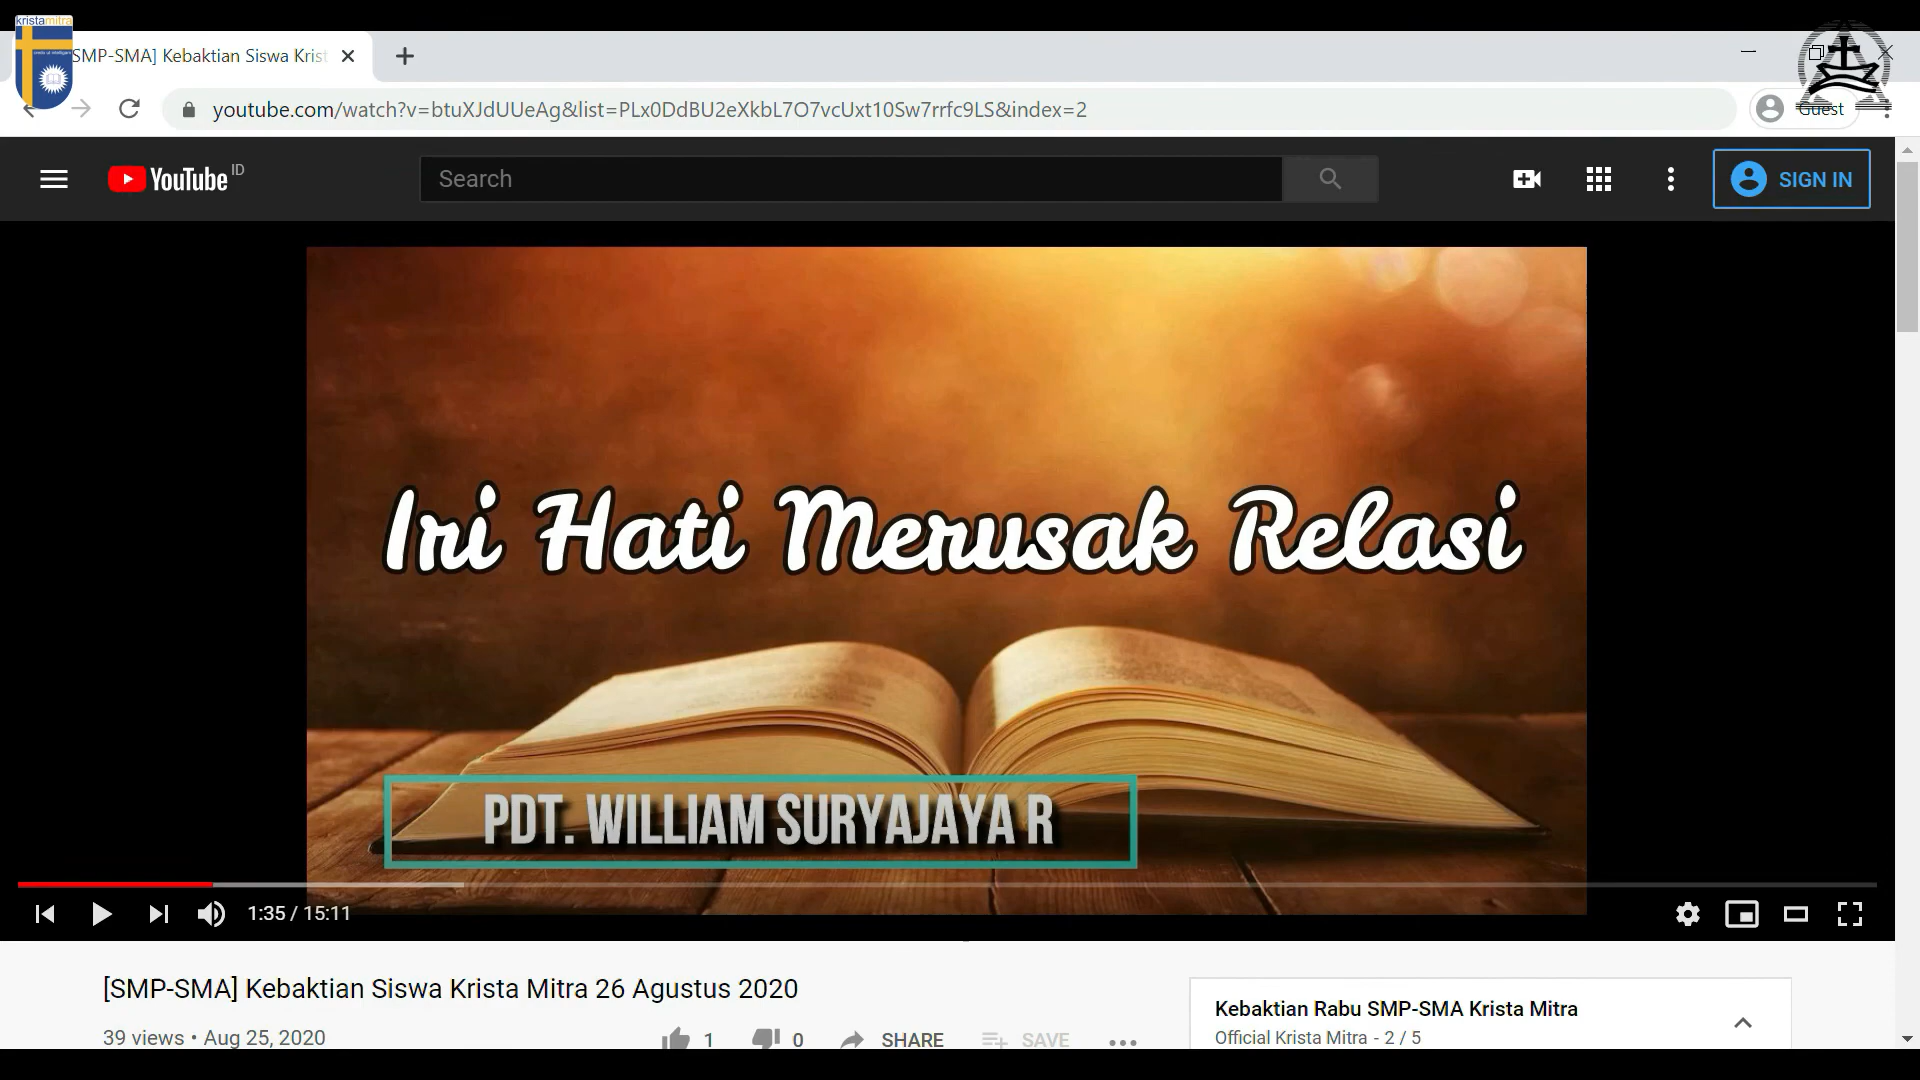 kristamitra
SMP-SMA] Kebaktian Siswa Krist
youtube.com/watch?v=btuXJdUUeAg&list=PLx0DdBU2eXkbL7O7vcUxt10Sw7rrfc9LS&index=2
Guest
YouTube ID
Search
SIGN IN
Iri Hati Merusak Relasi
PDT. WILLIAM SURYAJAYA R
1:35 / 15:11
[SMP-SMA] Kebaktian Siswa Krista Mitra 26 Agustus 2020
39 views • Aug 25, 2020
1
0
SHARE
SAVE
Kebaktian Rabu SMP-SMA Krista Mitra
Official Krista Mitra - 2 / 5